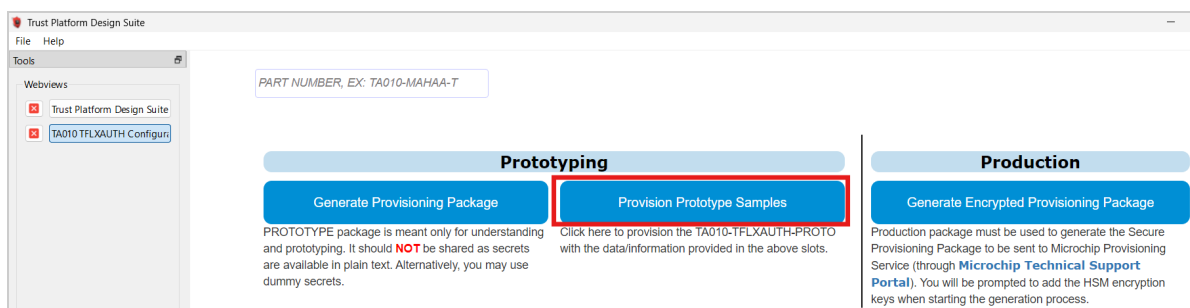 Trust Platform Design Suite
File Help
Tools
Webviews
Trust Platform Design Suite
TA010 TFLXAUTH Configura
PART NUMBER, EX: TA010-MAHAA-T
Prototyping
Generate Provisioning Package
Provision Prototype Samples
PROTOTYPE package is meant only for understanding
and prototyping. It should NOT be shared as secrets
are available in plain text. Alternatively, you may use
dummy secrets.
Click here to provision the TA010-TFLXAUTH-PROTO
with the data/information provided in the above slots.
Production
Generate Encrypted Provisioning Package
Production package must be used to generate the Secure
Provisioning Package to be sent to Microchip Provisioning
Service (through Microchip Technical Support
Portal). You will be prompted to add the HSM encryption
keys when starting the generation process.